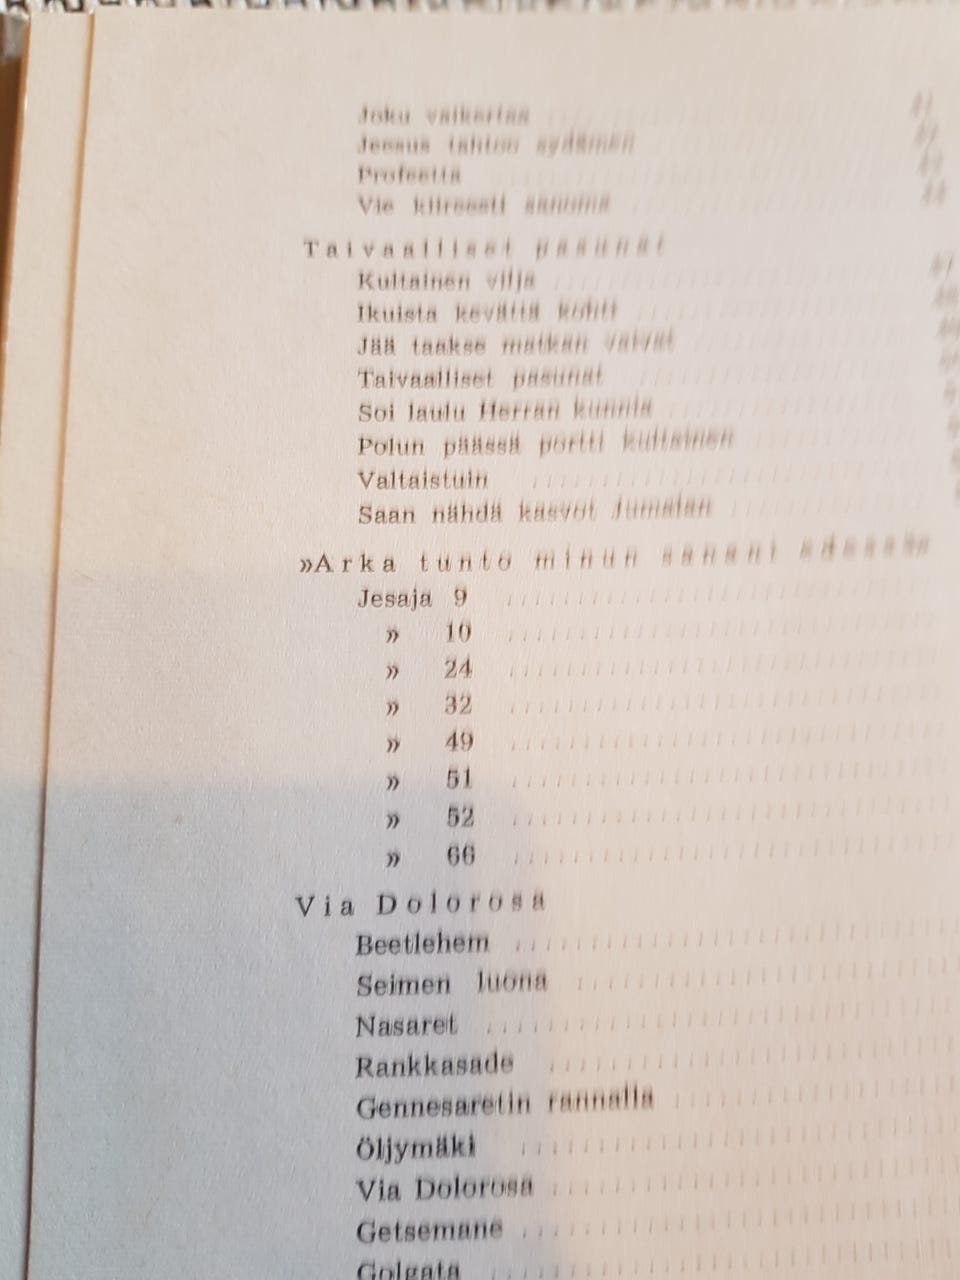 Joku vaikertaa
Jeesus tahtoo sydämen
Profeetta
Vie kiireesti sanoma
Taivaalliset pasunat
Kultainen vilja
Ikuista kevättä kohti
Jää taakse matkan vaivat
Taivaalliset pasunat
Soi laulu Herran kunnia
Polun päässä portti kultainen
Valtaistuin
Saan nähdä kasvot Jumalan
»Arka tunto minun sanani edessä
Jesaja 9
» 10
» 24
» 32
» 49
» 51
» 52
» 66
Via Dolorosa
Beetlehem
Seimen luona
Nasaret
Rankkasade
Gennesaretin rannalla
Öljymäki
Via Dolorosa
Getsemane
Golgata